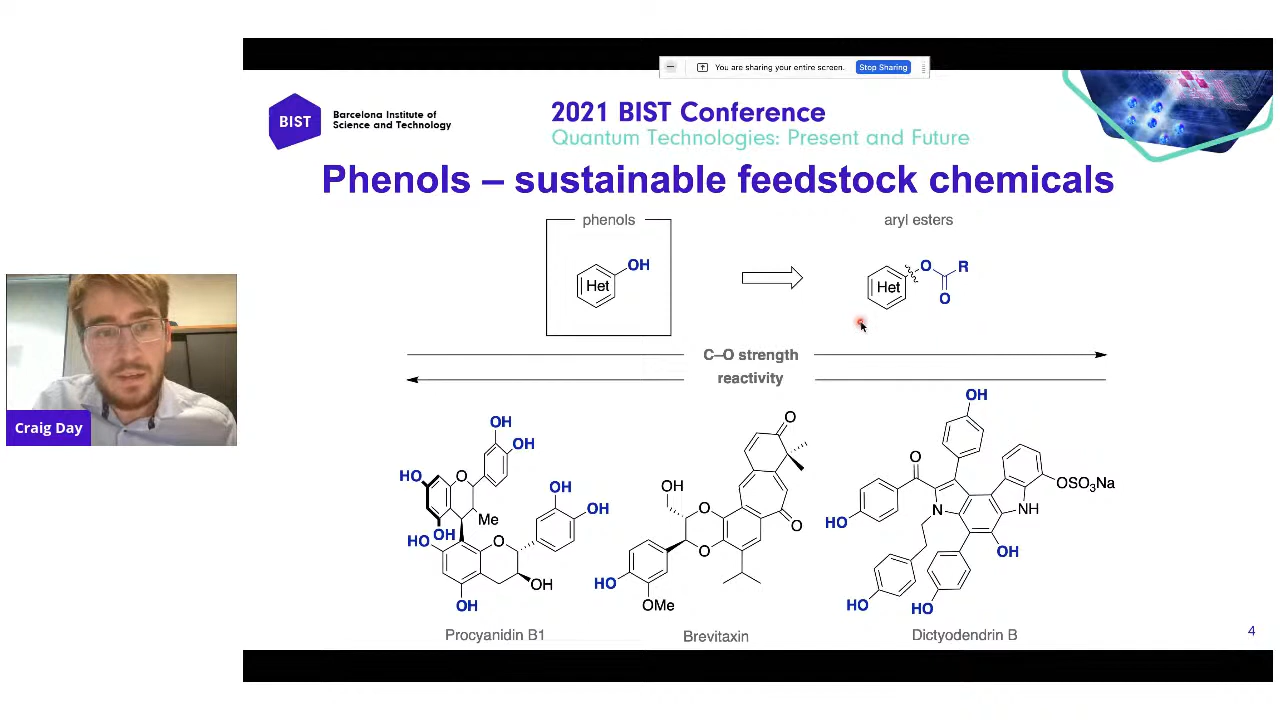 You are sharing your entire screen.
Stop Sharing
BIST
Barcelona Institute of
Science and Technology
2021 BIST Conference
Quantum Technologies: Present and Future
Phenols – sustainable feedstock chemicals
phenols
aryl esters
Het
OH
Het
O
R
O
C–O strength
reactivity
Craig Day
OH
OH
HO
O
OH
HO
Me
OH
OH
O
OH
OH
O
OH
O
O
O
HO
OMe
OH
O
HO
N
NH
OSO₃Na
OH
HO
HO
Procyanidin B1
Brevitaxin
Dictyodendrin B
4